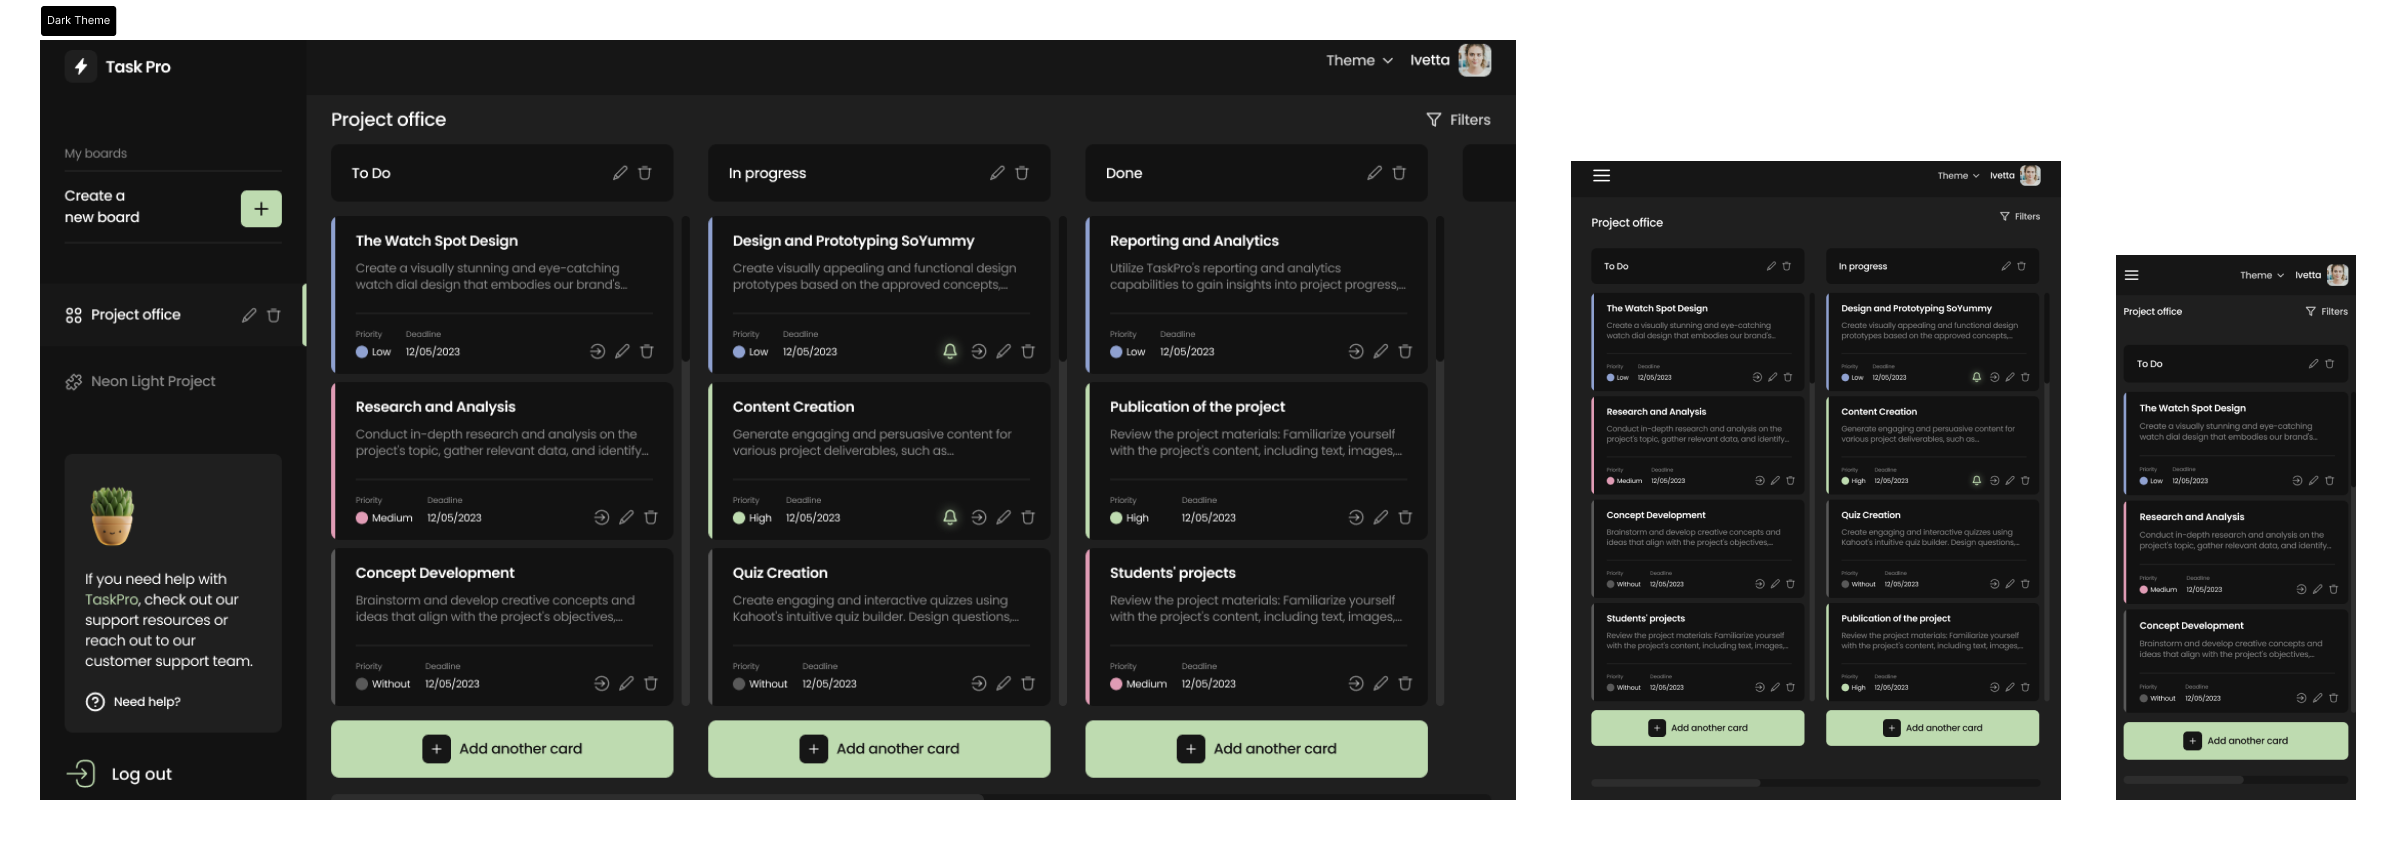 Dark Theme
Task Pro
My boards
Create a
new board
Project office
Neon Light Project
If you need help with
TaskPro, check out our
support resources or
reach out to our
customer support team.
Need help?
Log out
Theme
Ivetta
Project office
Filters
To Do
The Watch Spot Design
Create a visually stunning and eye-catching
watch dial design that embodies our brand's...
Priority Deadline
Low 12/05/2023
Research and Analysis
Conduct in-depth research and analysis on the
project's topic, gather relevant data, and identify...
Priority Deadline
Medium 12/05/2023
Concept Development
Brainstorm and develop creative concepts and
ideas that align with the project's objectives,...
Priority Deadline
Without 12/05/2023
Add another card
In progress
Design and Prototyping SoYummy
Create visually appealing and functional design
prototypes based on the approved concepts,...
Priority Deadline
Low 12/05/2023
Content Creation
Generate engaging and persuasive content for
various project deliverables, such as...
Priority Deadline
High 12/05/2023
Quiz Creation
Create engaging and interactive quizzes using
Kahoot's intuitive quiz builder. Design questions,...
Priority Deadline
Without 12/05/2023
Add another card
Done
Reporting and Analytics
Utilize TaskPro's reporting and analytics
capabilities to gain insights into project progress,...
Priority Deadline
Low 12/05/2023
Publication of the project
Review the project materials: Familiarize yourself
with the project's content, including text, images,...
Priority Deadline
High 12/05/2023
Students' projects
Review the project materials: Familiarize yourself
with the project's content, including text, images,...
Priority Deadline
Medium 12/05/2023
Add another card
Theme
Ivetta
Project office
Filters
To Do
The Watch Spot Design
Create a visually stunning and eye-catching
watch dial design that embodies our brand's...
Priority Deadline
Low 12/05/2023
Research and Analysis
Conduct in-depth research and analysis on the
project's topic, gather relevant data, and identify...
Priority Deadline
Medium 12/05/2023
Concept Development
Brainstorm and develop creative concepts and
ideas that align with the project's objectives,...
Priority Deadline
Without 12/05/2023
Students' projects
Review the project materials: Familiarize yourself
with the project's content, including text, images,...
Priority Deadline
Without 12/05/2023
Add another card
In progress
Design and Prototyping SoYummy
Create visually appealing and functional design
prototypes based on the approved concepts,...
Priority Deadline
Low 12/05/2023
Content Creation
Generate engaging and persuasive content for
various project deliverables, such as...
Priority Deadline
High 12/05/2023
Quiz Creation
Create engaging and interactive quizzes using
Kahoot's intuitive quiz builder. Design questions,...
Priority Deadline
Without 12/05/2023
Publication of the project
Review the project materials: Familiarize yourself
with the project's content, including text, images,...
Priority Deadline
High 12/05/2023
Add another card
Theme
Ivetta
Project office
Filters
To Do
The Watch Spot Design
Create a visually stunning and eye-catching
watch dial design that embodies our brand's...
Priority Deadline
Low 12/05/2023
Research and Analysis
Conduct in-depth research and analysis on the
project's topic, gather relevant data, and identify...
Priority Deadline
Medium 12/05/2023
Concept Development
Brainstorm and develop creative concepts and
ideas that align with the project's objectives,...
Priority Deadline
Without 12/05/2023
Add another card